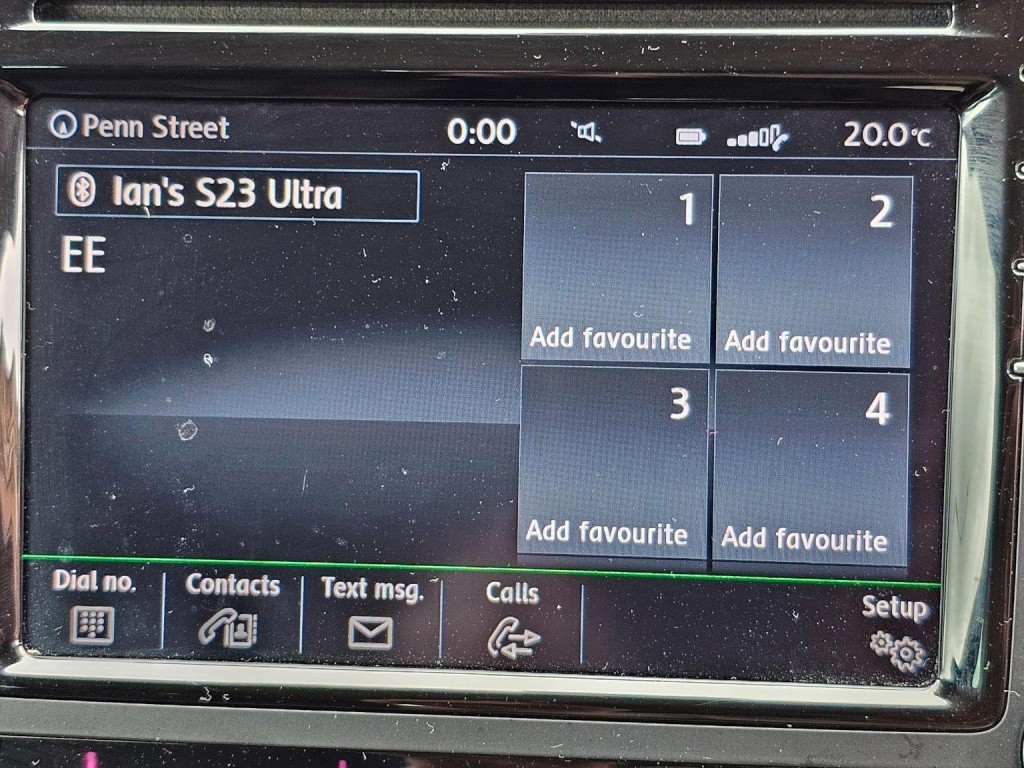 Penn Street 0:00 20.0°C
Ian's S23 Ultra
EE
1
Add favourite
2
Add favourite
3
Add favourite
4
Add favourite
Dial no. Contacts Text msg. Calls Setup